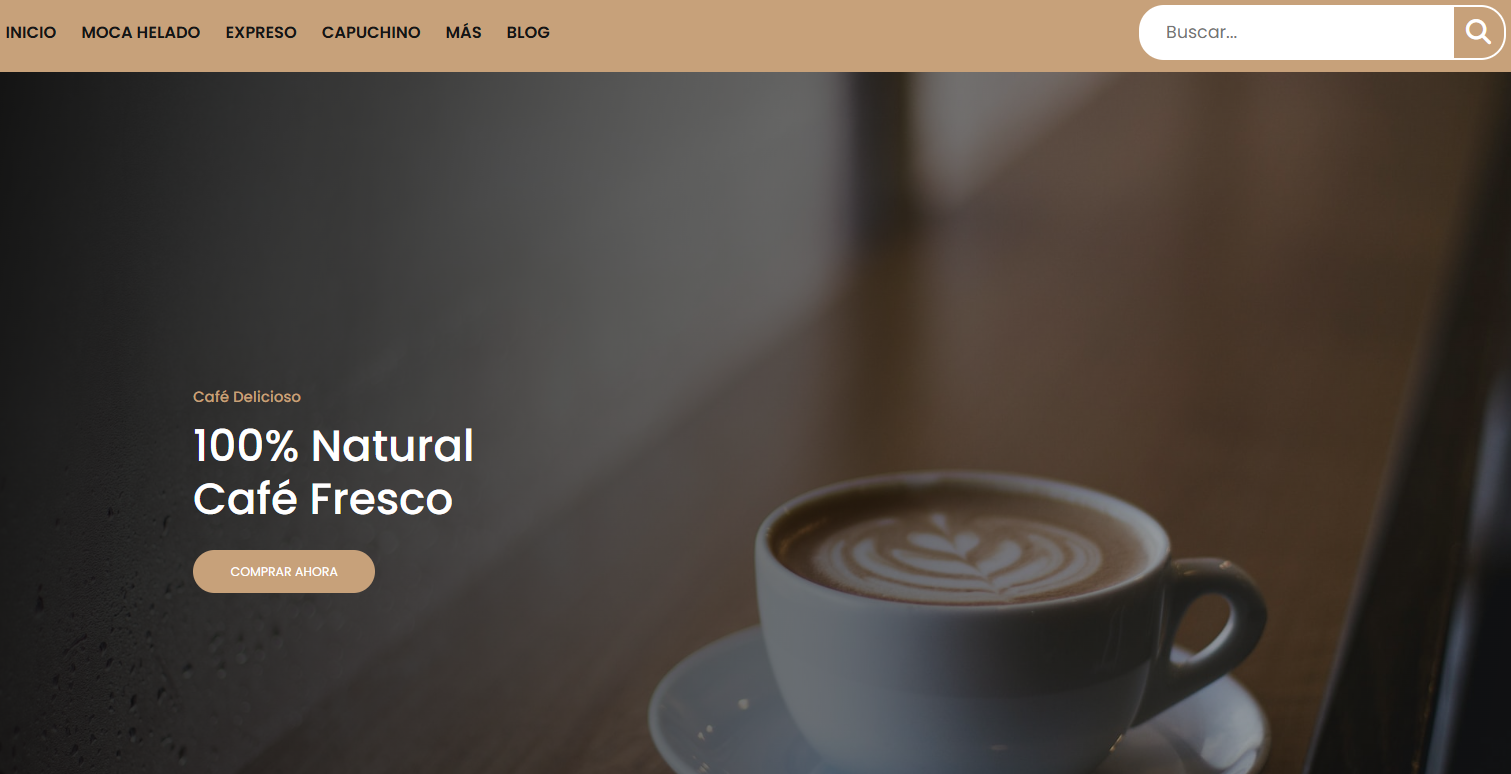 INICIO MOCA HELADO EXPRESO CAPUCHINO MÁS BLOG Buscar...
Café Delicioso
100% Natural
Café Fresco
COMPRAR AHORA